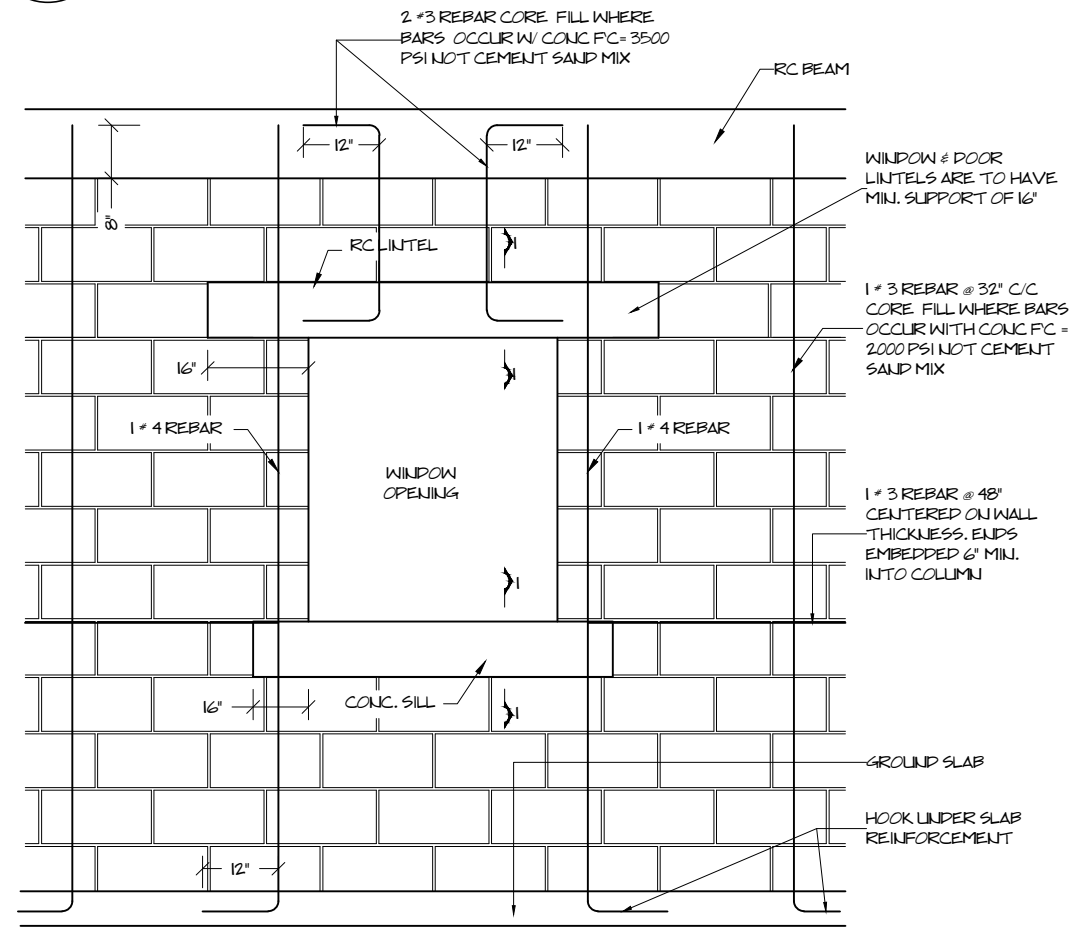 2 #3 REBAR CORE FILL WHERE
BARS OCCUR W/ CONC F'C= 3500
PSI NOT CEMENT SAND MIX
RC BEAM
12"
12"
WINDOW & DOOR
LINTELS ARE TO HAVE
MIN. SUPPORT OF 16"
8"
1
RC LINTEL
1 # 3 REBAR @ 32" C/C
CORE FILL WHERE BARS
OCCUR WITH CONC F'C =
2000 PSI NOT CEMENT
SAND MIX
16"
1
1 # 4 REBAR
1 # 4 REBAR
WINDOW
OPENING
1 # 3 REBAR @ 48"
CENTERED ON WALL
THICKNESS. ENDS
EMBEDDED 6" MIN.
INTO COLUMN
1
16"
CONC. SILL
1
GROUND SLAB
HOOK UNDER SLAB
REINFORCEMENT
12"